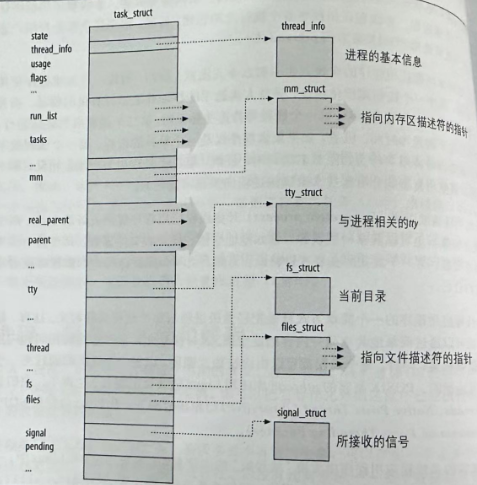 task_struct
state
thread_info
usage
flags
...
run_list
tasks
...
mm
real_parent
parent
...
tty
...
thread
...
fs
files
signal
pending
...
thread_info
进程的基本信息
mm_struct
指向内存区描述符的指针
tty_struct
与进程相关的tty
fs_struct
当前目录
files_struct
指向文件描述符的指针
signal_struct
所接收的信号